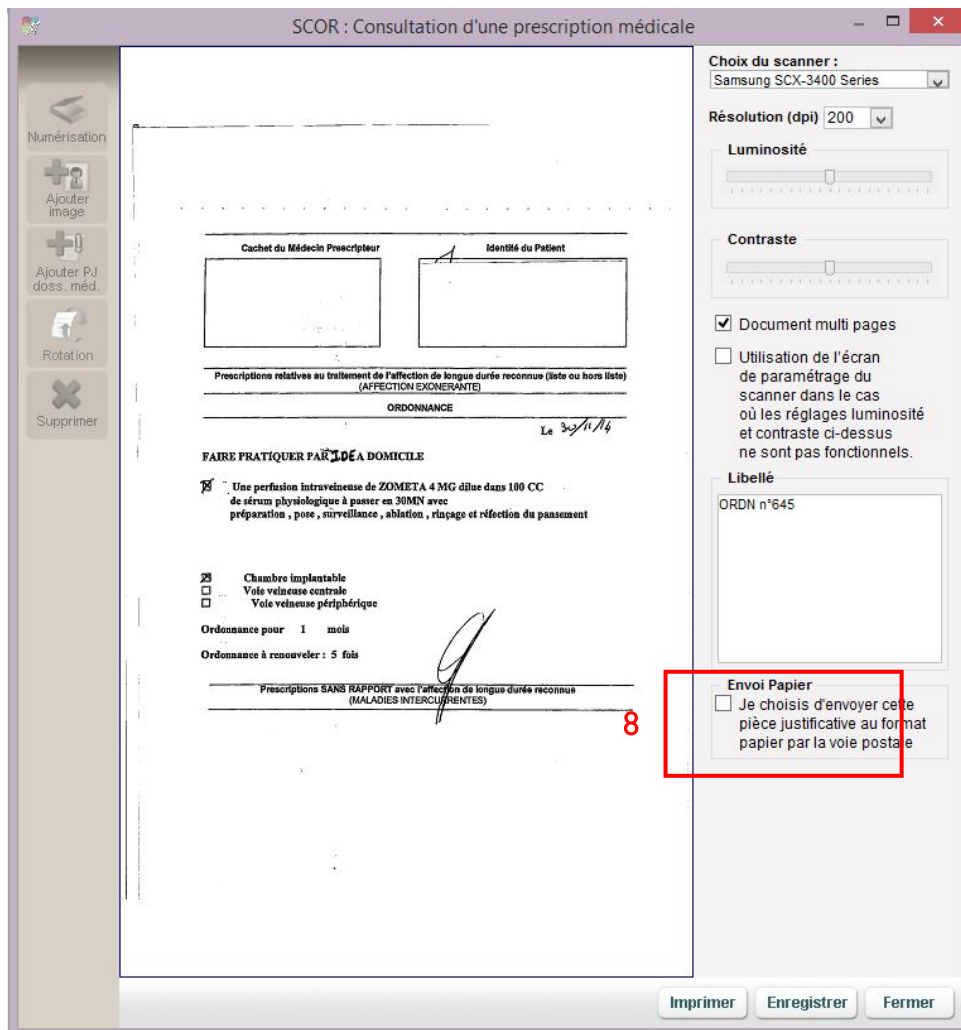 SCOR : Consultation d'une prescription médicale
Numérisation
Ajouter
image
Ajouter PJ
doss. méd.
Rotation
Supprimer
Cachet du Médecin Prescripteur
Identité du Patient
Prescriptions relatives au traitement de l'affection de longue durée reconnue (liste ou hors liste)
(AFFECTION EXONERANTE)
ORDONNANCE
Le 30/11/14
FAIRE PRATIQUER PAR IDE A DOMICILE
Une perfusion intraveineuse de ZOMETA 4 MG dilue dans 100 CC
de sérum physiologique à passer en 30MN avec
préparation , pose , surveillance , ablation , rinçage et réfection du pansement
Chambre implantable
Voie veineuse centrale
Voie veineuse périphérique
Ordonnance pour 1 mois
Ordonnance à renouveler : 5 fois
Prescriptions SANS RAPPORT avec l'affection de longue durée reconnue
(MALADIES INTERCURRENTES)
Choix du scanner :
Samsung SCX-3400 Series
Résolution (dpi) 200
Luminosité
Contraste
Document multi pages
Utilisation de l'écran
de paramétrage du
scanner dans le cas
où les réglages luminosité
et contraste ci-dessus
ne sont pas fonctionnels.
Libellé
ORDN n°645
8
Envoi Papier
Je choisis d'envoyer cette
pièce justificative au format
papier par la voie postale
Imprimer
Enregistrer
Fermer